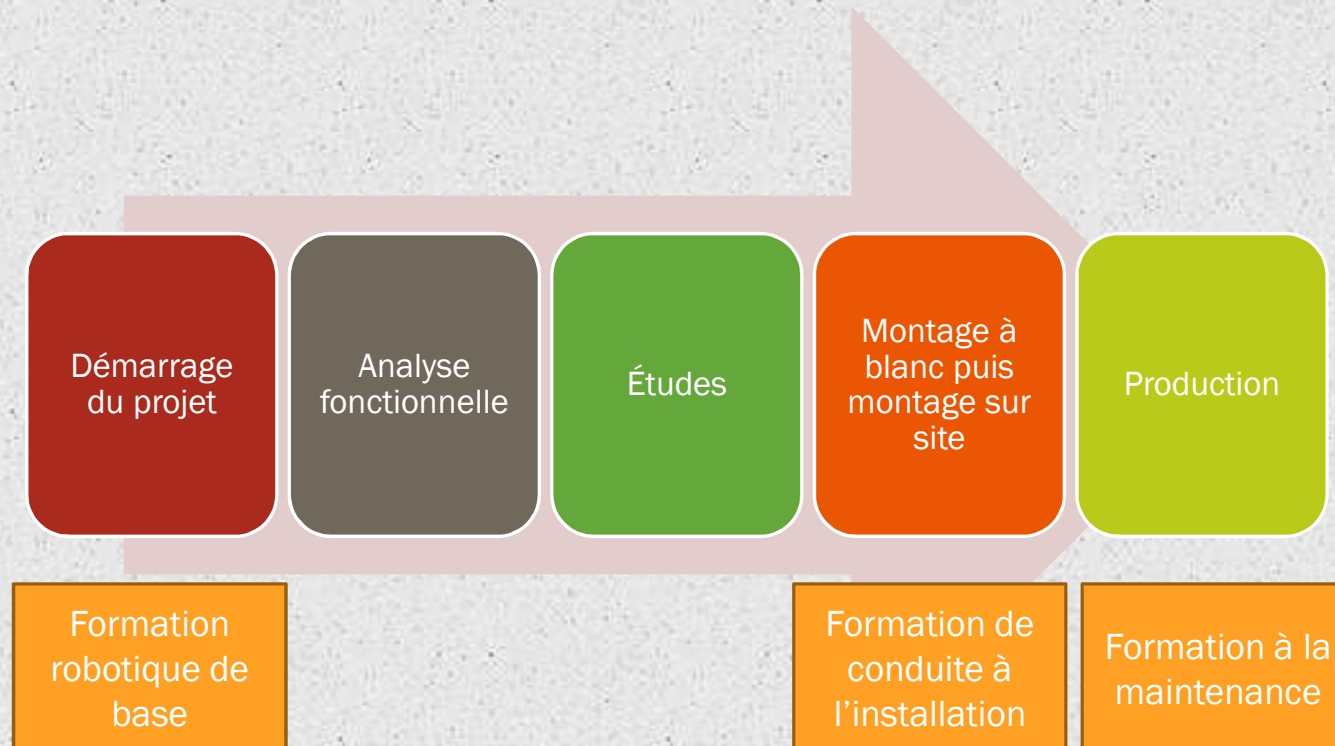 Démarrage
du projet
Analyse
fonctionnelle
Études
Montage à
blanc puis
montage sur
site
Production
Formation
robotique de
base
Formation de
conduite à
l’installation
Formation à la
maintenance